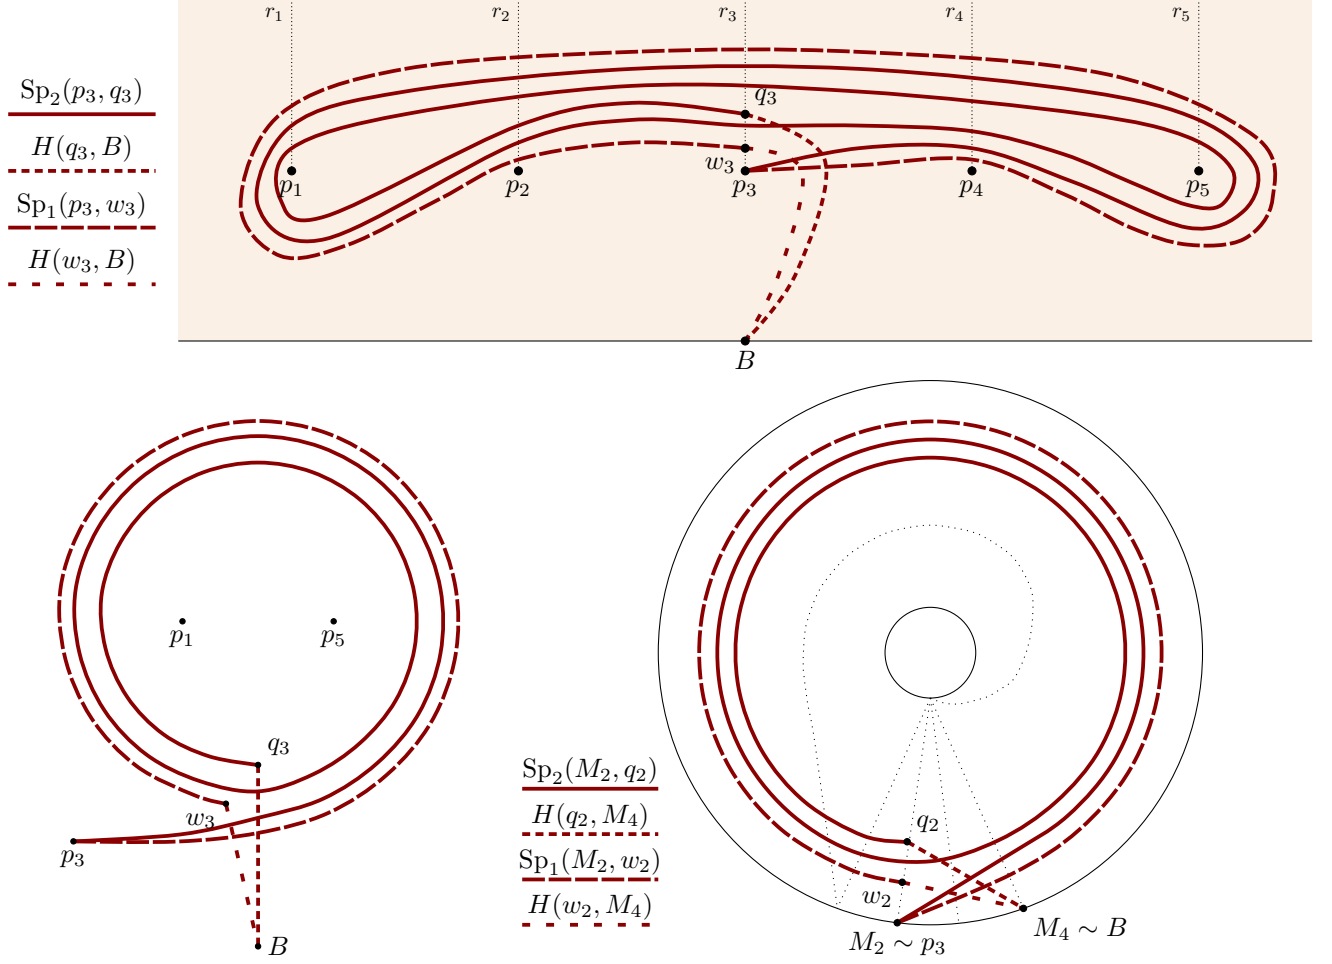 r₁ r₂ r₃ r₄ r₅
Sp₂(p₃, q₃)
H(q₃, B)
Sp₁(p₃, w₃)
H(w₃, B)
q₃
w₃
p₁ p₂ p₃ p₄ p₅
B
p₁ p₅
q₃
w₃
p₃
B
Sp₂(M₂, q₂)
H(q₂, M₄)
Sp₁(M₂, w₂)
H(w₂, M₄)
q₂
w₂
M₂ ∼ p₃
M₄ ∼ B